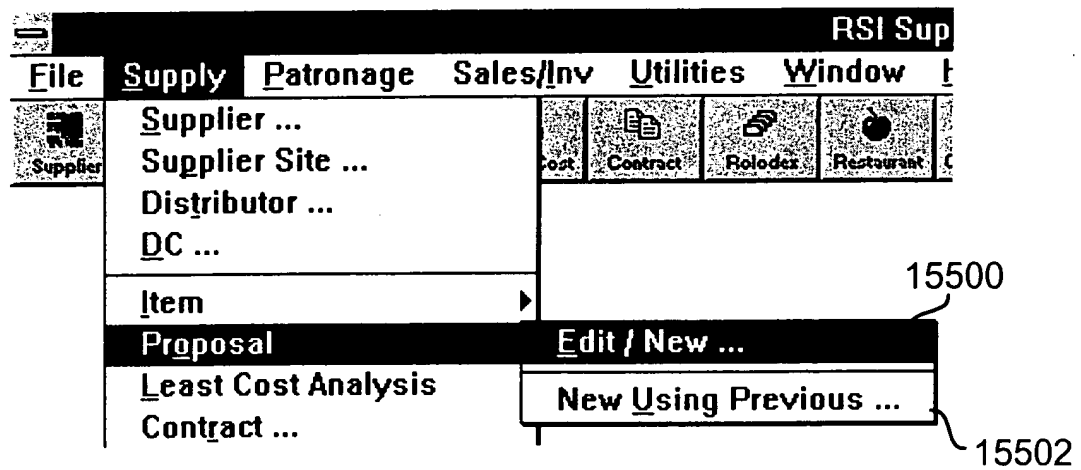 RSI Sup
File Supply Patronage Sales/Inv Utilities Window
Supplier Cost Contract Rolodex Restaurant
Supplier ...
Supplier Site ...
Distributor ...
DC ...
Item
Proposal
Least Cost Analysis
Contract ...
15500
Edit / New ...
New Using Previous ...
15502